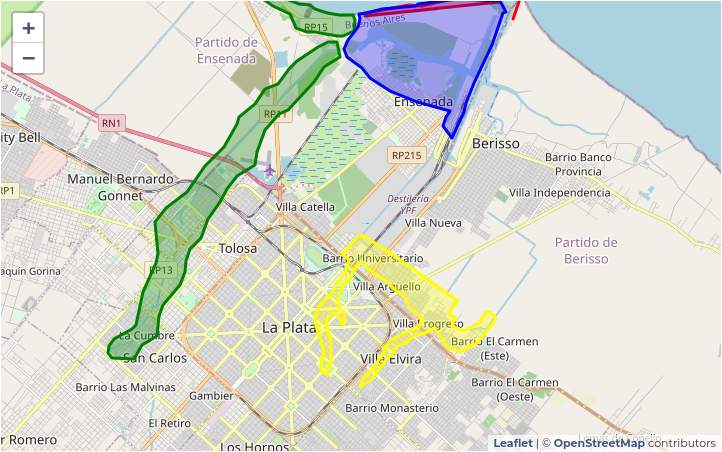 +
−
RP15
Buenos Aires
Partido de
Ensenada
La Plata
RN1
RP11
Ensenada
ity Bell
Berisso
RP215
Barrio Banco
Provincia
Manuel Bernardo
Gonnet
RP1
Villa Independencia
Villa Catella
Destilería
YPF
Villa Nueva
Tolosa
Partido de
Berisso
Barrio Universitario
aquín Gorina
RP13
Villa Argüello
La Plata
Villa Progreso
La Cumbre
San Carlos
Barrio El Carmen
(Este)
Villa Elvira
Barrio Las Malvinas
Gambier
Barrio El Carmen
(Oeste)
Barrio Monasterio
El Retiro
r Romero
Los Hornos
Leaflet | © OpenStreetMap contributors